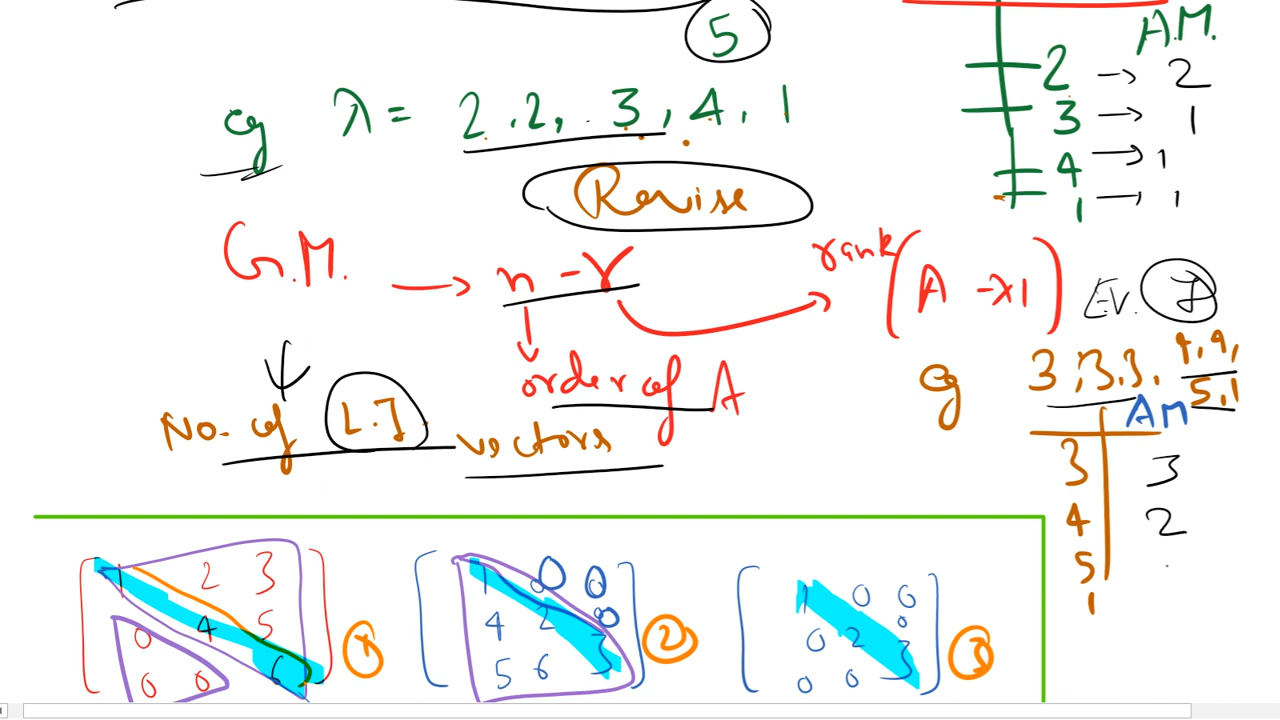 5
A.M.
eg λ = 2, 2, 3, 4, 1
2 → 2
3 → 1
4 → 1
1 → 1
Revise
G.M. → n - r
rank (A - λI)
order of A
No. of L.I. vectors
E.V. 7
eg 3, 3, 3, 4, 4,
5, 1
AM
3 3
4 2
5
1
1 2 3
0 4 5
0 0 6
1
1 0 0
4 2 0
5 6 3
2
1 0 0
0 2 0
0 0 3
3